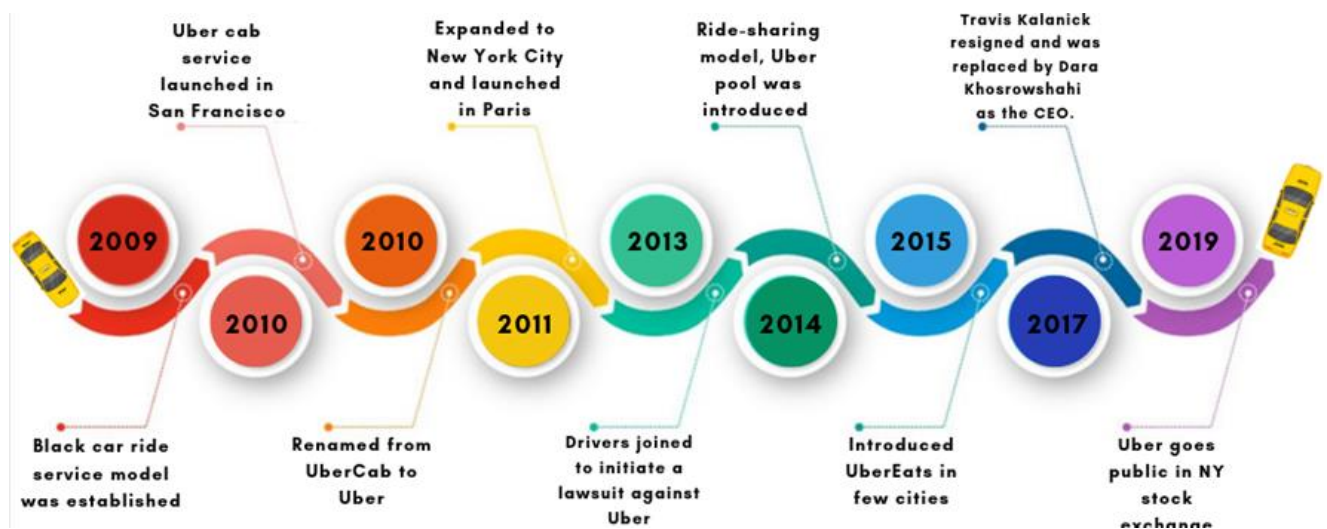 Uber cab
service
launched in
San Francisco
Expanded to
New York City
and launched
in Paris
Ride-sharing
model, Uber
pool was
introduced
Travis Kalanick
resigned and was
replaced by Dara
Khosrowshahi
as the CEO.
2009
2010
2010
2011
2013
2014
2015
2017
2019
Black car ride
service model
was established
Renamed from
UberCab to
Uber
Drivers joined
to initiate a
lawsuit against
Uber
Introduced
UberEats in
few cities
Uber goes
public in NY
stock
exchange